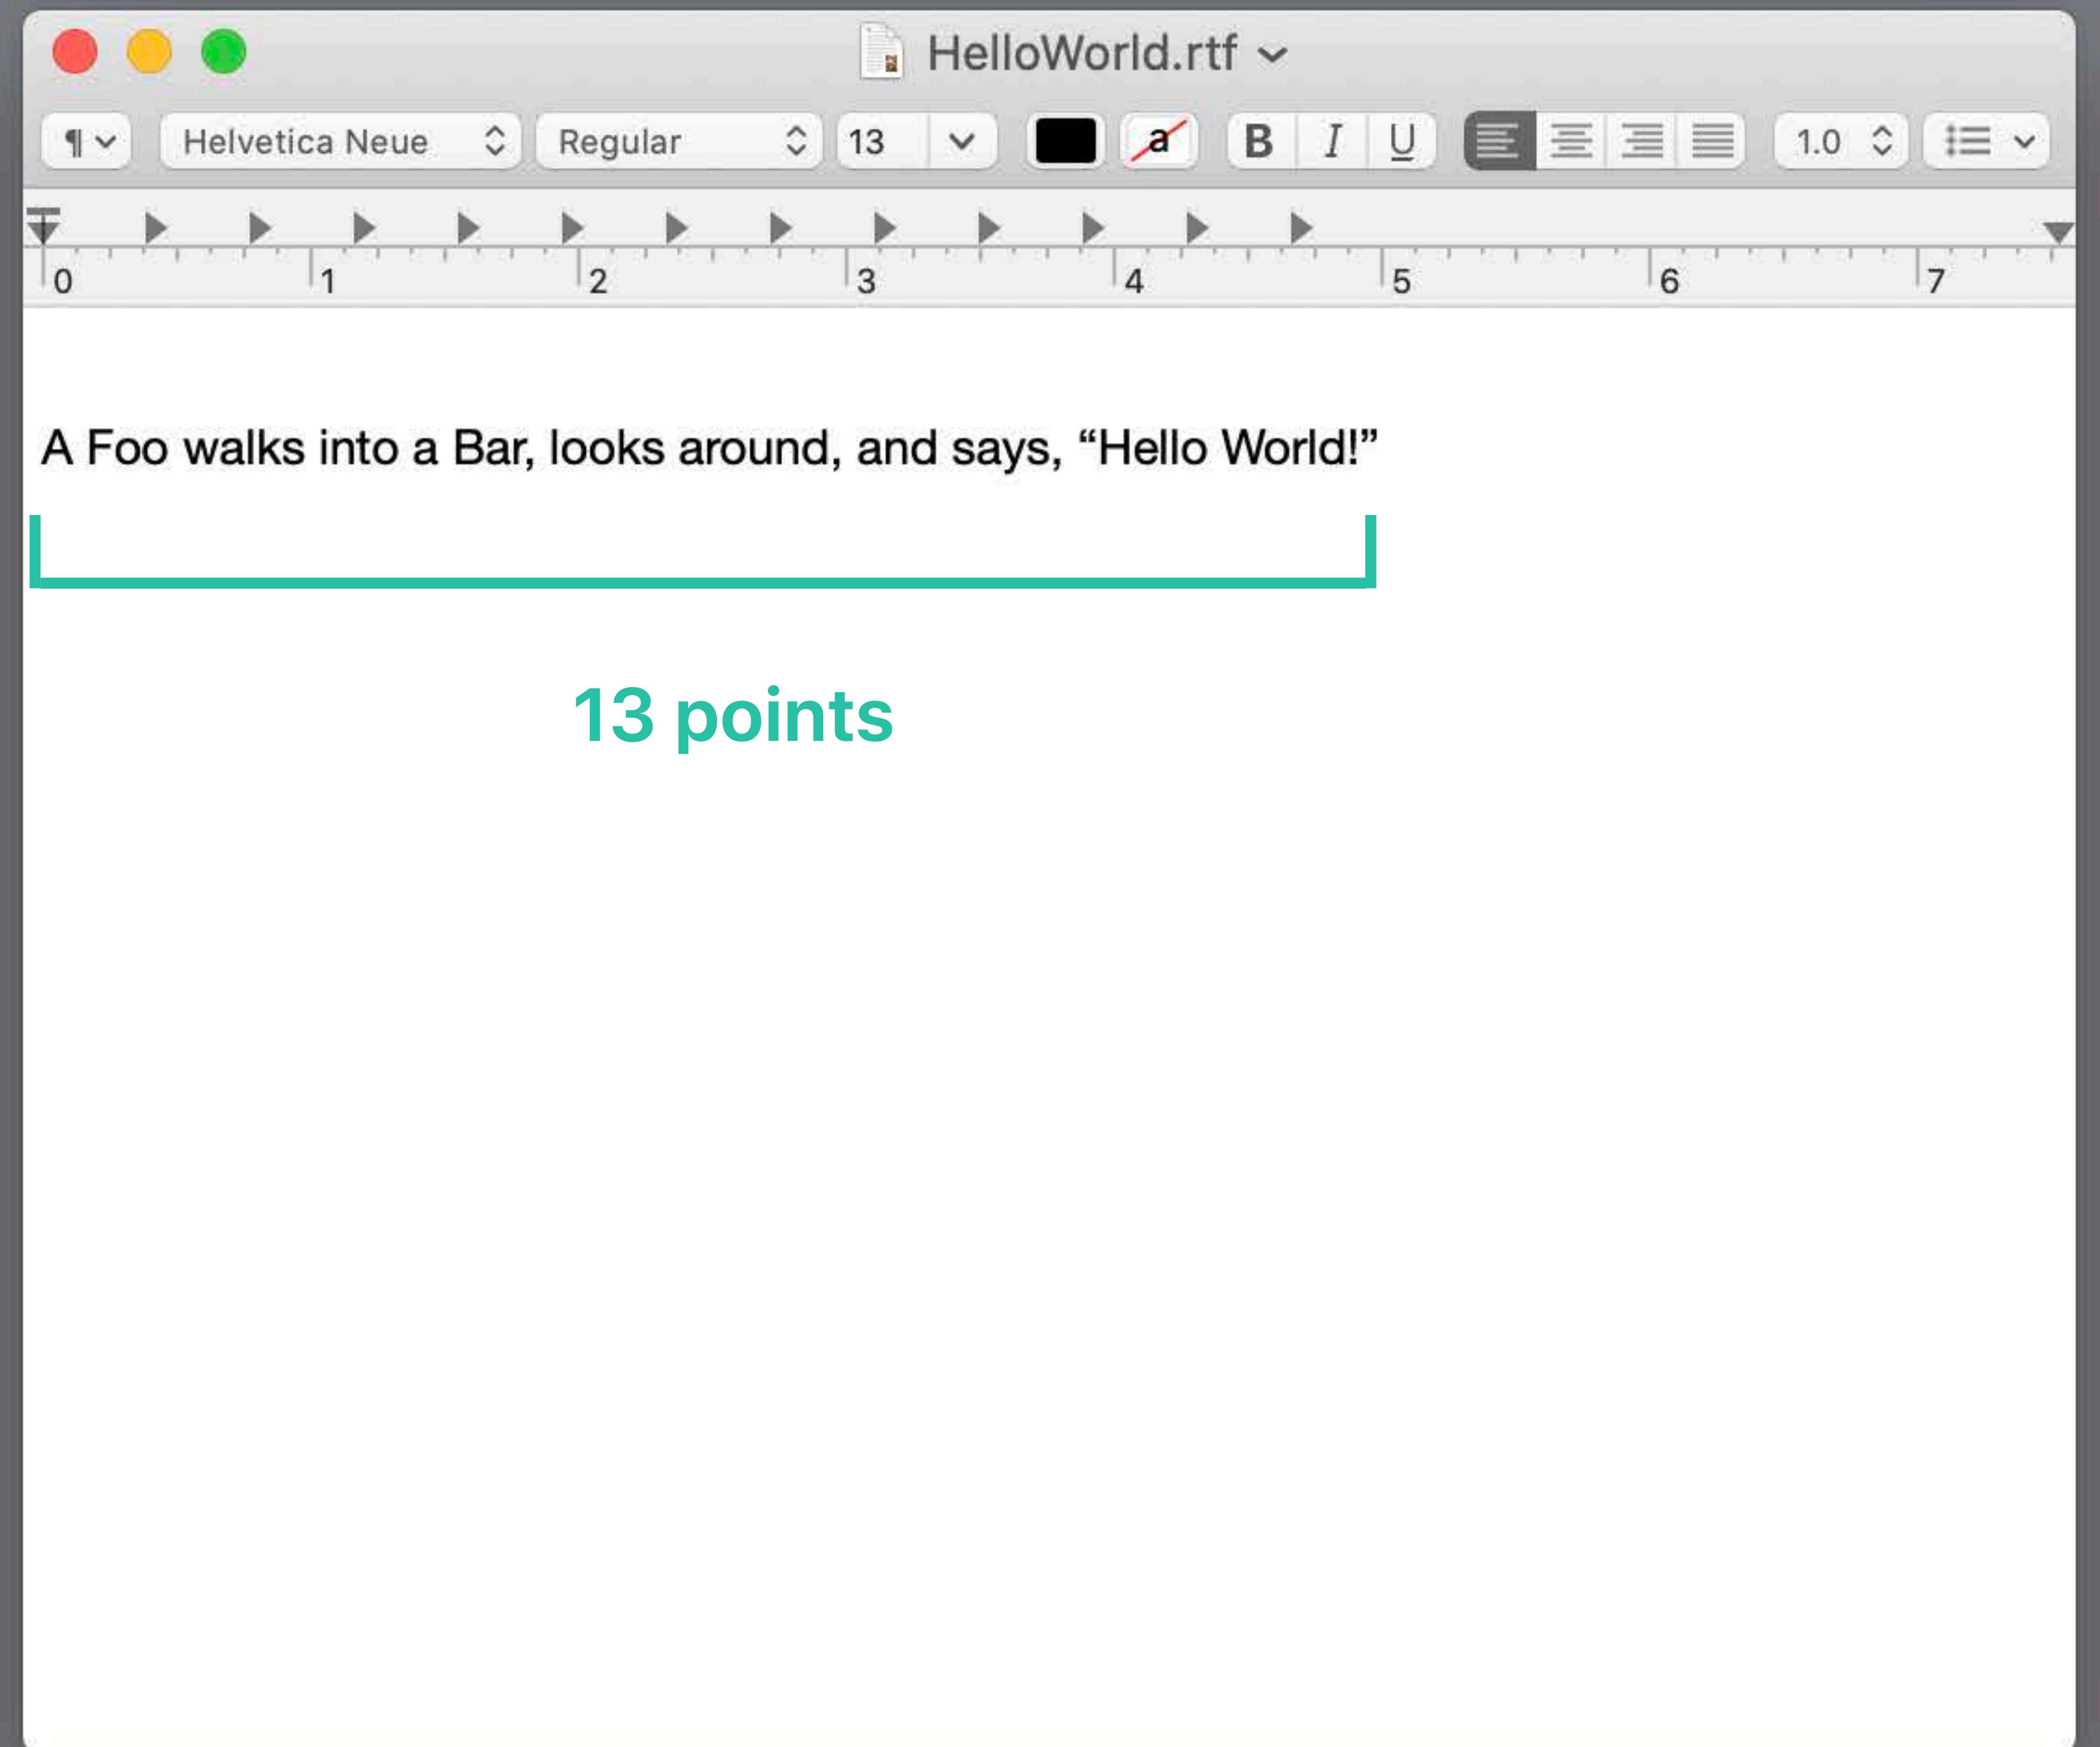 HelloWorld.rtf
¶ Helvetica Neue Regular 13 a B I U 1.0
0 1 2 3 4 5 6 7
A Foo walks into a Bar, looks around, and says, “Hello World!”
13 points